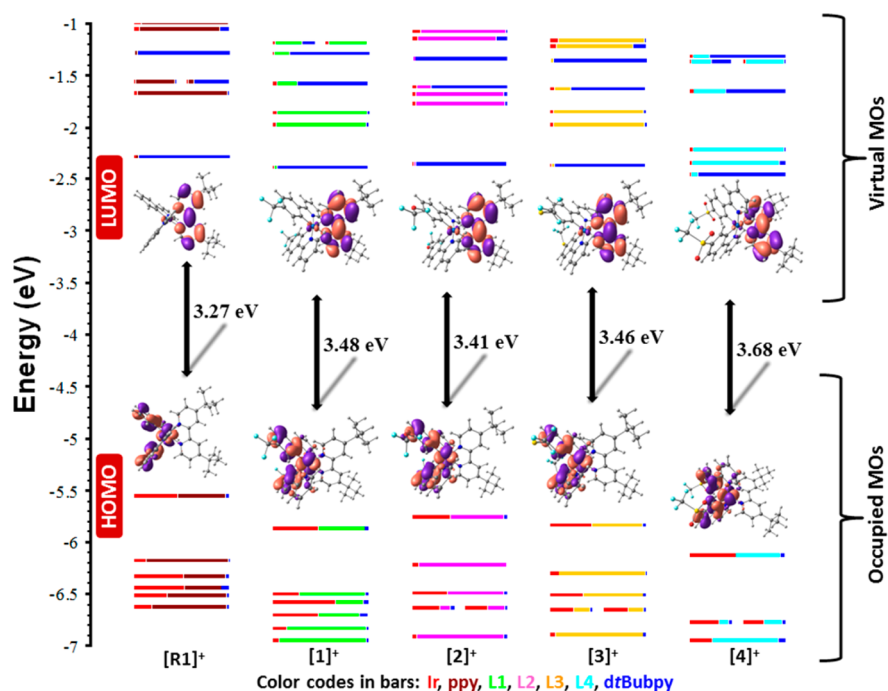 Energy (eV)
-1
-1.5
-2
-2.5
-3
-3.5
-4
-4.5
-5
-5.5
-6
-6.5
-7
LUMO
HOMO
3.27 eV
3.48 eV
3.41 eV
3.46 eV
3.68 eV
Virtual MOs
Occupied MOs
[R1]⁺
[1]⁺
[2]⁺
[3]⁺
[4]⁺
Color codes in bars: Ir, ppy, L1, L2, L3, L4, dtBubpy